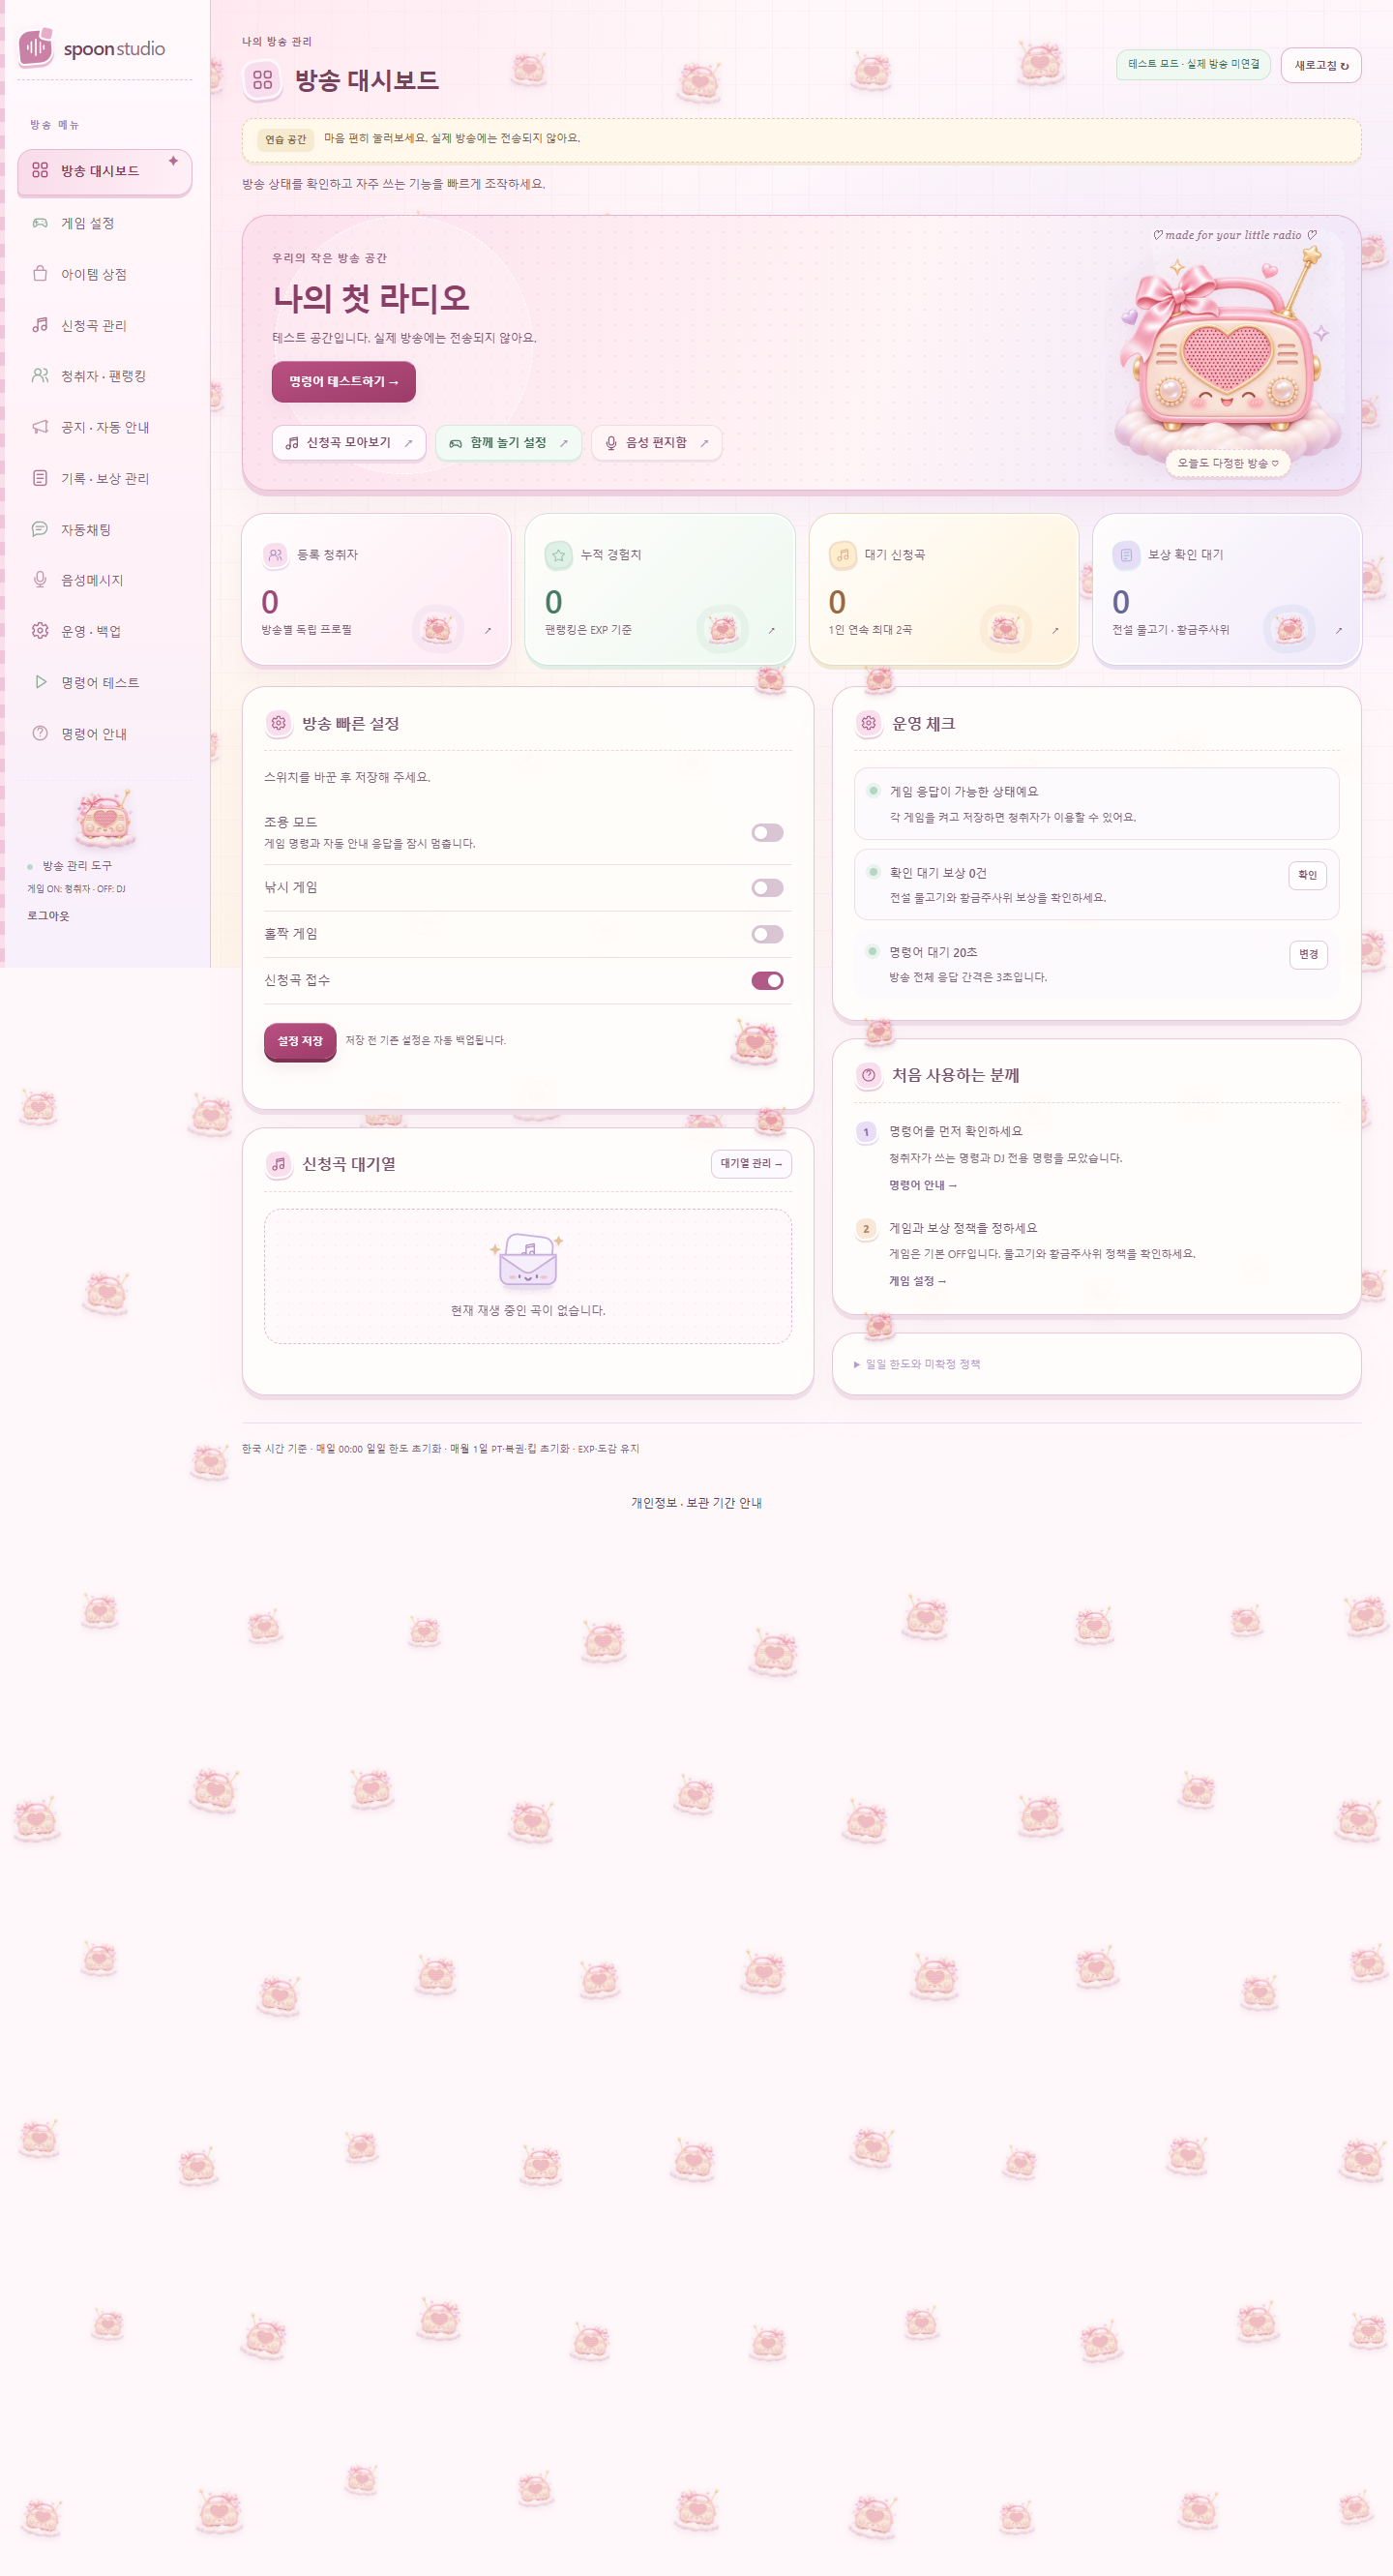 spoon studio
방송 메뉴
방송 대시보드
게임 설정
아이템 상점
신청곡 관리
청취자 · 팬랭킹
공지 · 자동 안내
기록 · 보상 관리
자동채팅
음성메시지
운영 · 백업
명령어 테스트
명령어 안내
방송 관리 도구
게임 ON: 청취자 · OFF: DJ
로그아웃
나의 방송 관리
방송 대시보드
테스트 모드 · 실제 방송 미연결
새로고침 ↻
연습 공간 마음 편히 눌러보세요. 실제 방송에는 전송되지 않아요.
방송 상태를 확인하고 자주 쓰는 기능을 빠르게 조작하세요.
♡ made for your little radio ♡
우리의 작은 방송 공간
나의 첫 라디오
테스트 공간입니다. 실제 방송에는 전송되지 않아요.
명령어 테스트하기 →
신청곡 모아보기 ↗
함께 놀기 설정 ↗
음성 편지함 ↗
오늘도 다정한 방송 ♡
등록 청취자
0
방송별 독립 프로필 ↗
누적 경험치
0
팬랭킹은 EXP 기준 ↗
대기 신청곡
0
1인 연속 최대 2곡 ↗
보상 확인 대기
0
전설 물고기 · 황금주사위 ↗
방송 빠른 설정
스위치를 바꾼 후 저장해 주세요.
조용 모드
게임 명령과 자동 안내 응답을 잠시 멈춥니다.
낚시 게임
홀짝 게임
신청곡 접수
설정 저장 저장 전 기존 설정은 자동 백업됩니다.
신청곡 대기열
대기열 관리 →
현재 재생 중인 곡이 없습니다.
운영 체크
게임 응답이 가능한 상태예요
각 게임을 켜고 저장하면 청취자가 이용할 수 있어요.
확인 대기 보상 0건
확인
전설 물고기와 황금주사위 보상을 확인하세요.
명령어 대기 20초
변경
방송 전체 응답 간격은 3초입니다.
처음 사용하는 분께
1 명령어를 먼저 확인하세요
청취자가 쓰는 명령과 DJ 전용 명령을 모았습니다.
명령어 안내 →
2 게임과 보상 정책을 정하세요
게임은 기본 OFF입니다. 물고기와 황금주사위 정책을 확인하세요.
게임 설정 →
▶ 일일 한도와 미확정 정책
한국 시간 기준 · 매일 00:00 일일 한도 초기화 · 매월 1일 PT·복권·킵 초기화 · EXP·도감 유지
개인정보 · 보관 기간 안내